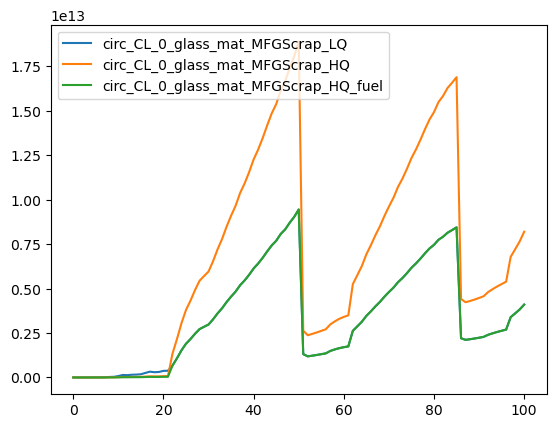 1e13
circ_CL_0_glass_mat_MFGScrap_LQ
circ_CL_0_glass_mat_MFGScrap_HQ
circ_CL_0_glass_mat_MFGScrap_HQ_fuel
1.75
1.50
1.25
1.00
0.75
0.50
0.25
0.00
0 20 40 60 80 100